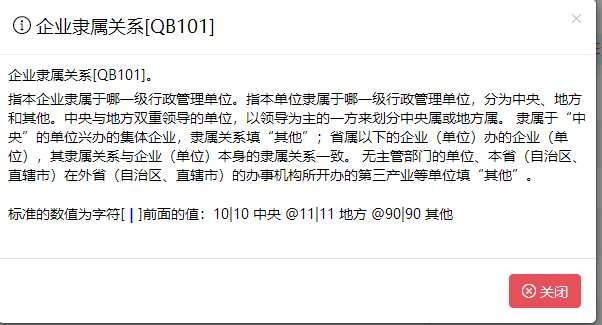 企业隶属关系[QB101]
企业隶属关系[QB101]。
指本企业隶属于哪一级行政管理单位。指本单位隶属于哪一级行政管理单位，分为中央、地方
和其他。中央与地方双重领导的单位，以领导为主的一方来划分中央属或地方属。 隶属于“中
央”的单位兴办的集体企业，隶属关系填“其他”；省属以下的企业（单位）办的企业（单
位），其隶属关系与企业（单位）本身的隶属关系一致。 无主管部门的单位、本省（自治区、
直辖市）在外省（自治区、直辖市）的办事机构所开办的第三产业等单位填“其他”。
标准的数值为字符[ | ]前面的值：10|10 中央 @11|11 地方 @90|90 其他
关闭